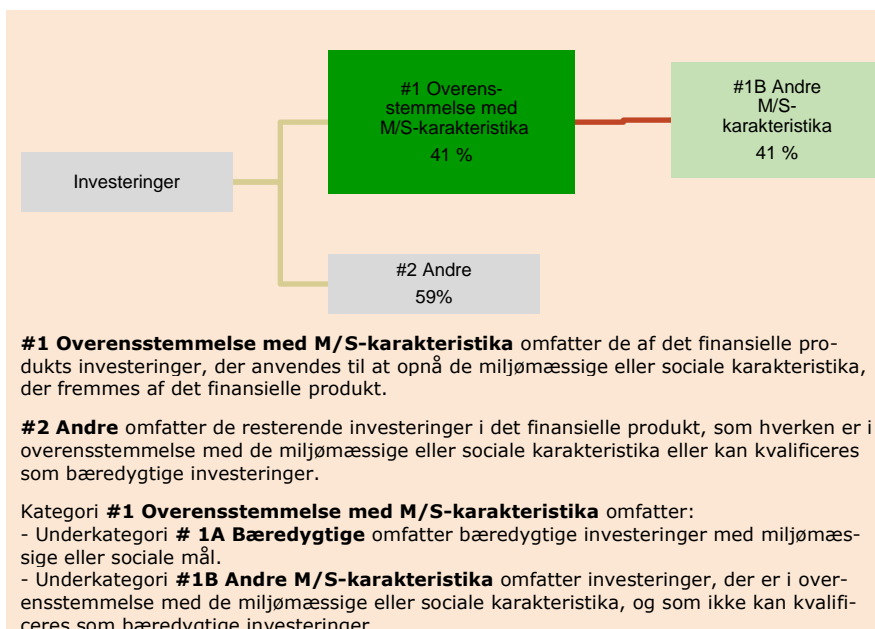 #1 Overens-
stemmelse med
M/S-karakteristika
41 %
#1B Andre
M/S-
karakteristika
41 %
Investeringer
#2 Andre
59%
#1 Overensstemmelse med M/S-karakteristika omfatter de af det finansielle pro-
dukts investeringer, der anvendes til at opnå de miljømæssige eller sociale karakteristika,
der fremmes af det finansielle produkt.
#2 Andre omfatter de resterende investeringer i det finansielle produkt, som hverken er i
overensstemmelse med de miljømæssige eller sociale karakteristika eller kan kvalificeres
som bæredygtige investeringer.
Kategori #1 Overensstemmelse med M/S-karakteristika omfatter:
- Underkategori # 1A Bæredygtige omfatter bæredygtige investeringer med miljømæs-
sige eller sociale mål.
- Underkategori #1B Andre M/S-karakteristika omfatter investeringer, der er i over-
ensstemmelse med de miljømæssige eller sociale karakteristika, og som ikke kan kvalifi-
ceres som bæredygtige investeringer